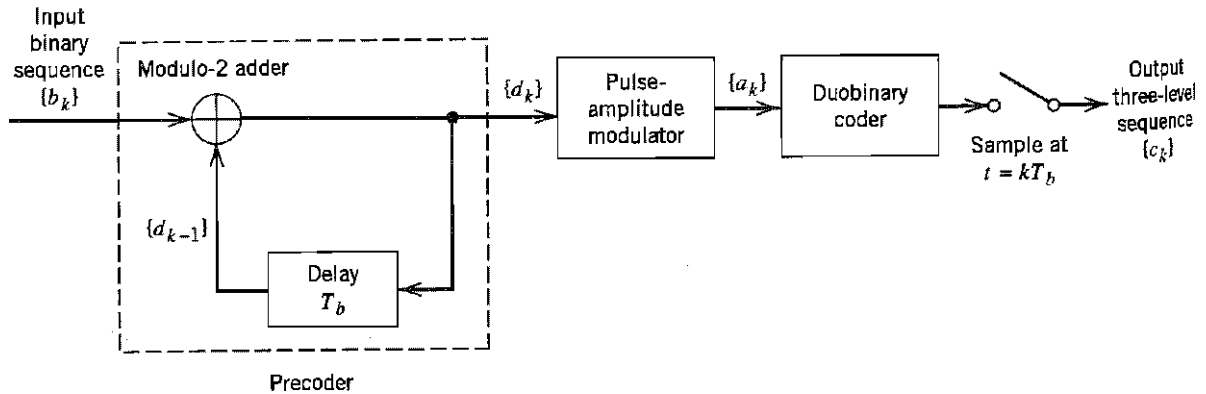 Input
binary
sequence
{b_k}
Modulo-2 adder
{d_k}
Pulse-
amplitude
modulator
{a_k}
Duobinary
coder
Sample at
t = kT_b
Output
three-level
sequence
{c_k}
{d_{k-1}}
Delay
T_b
Precoder